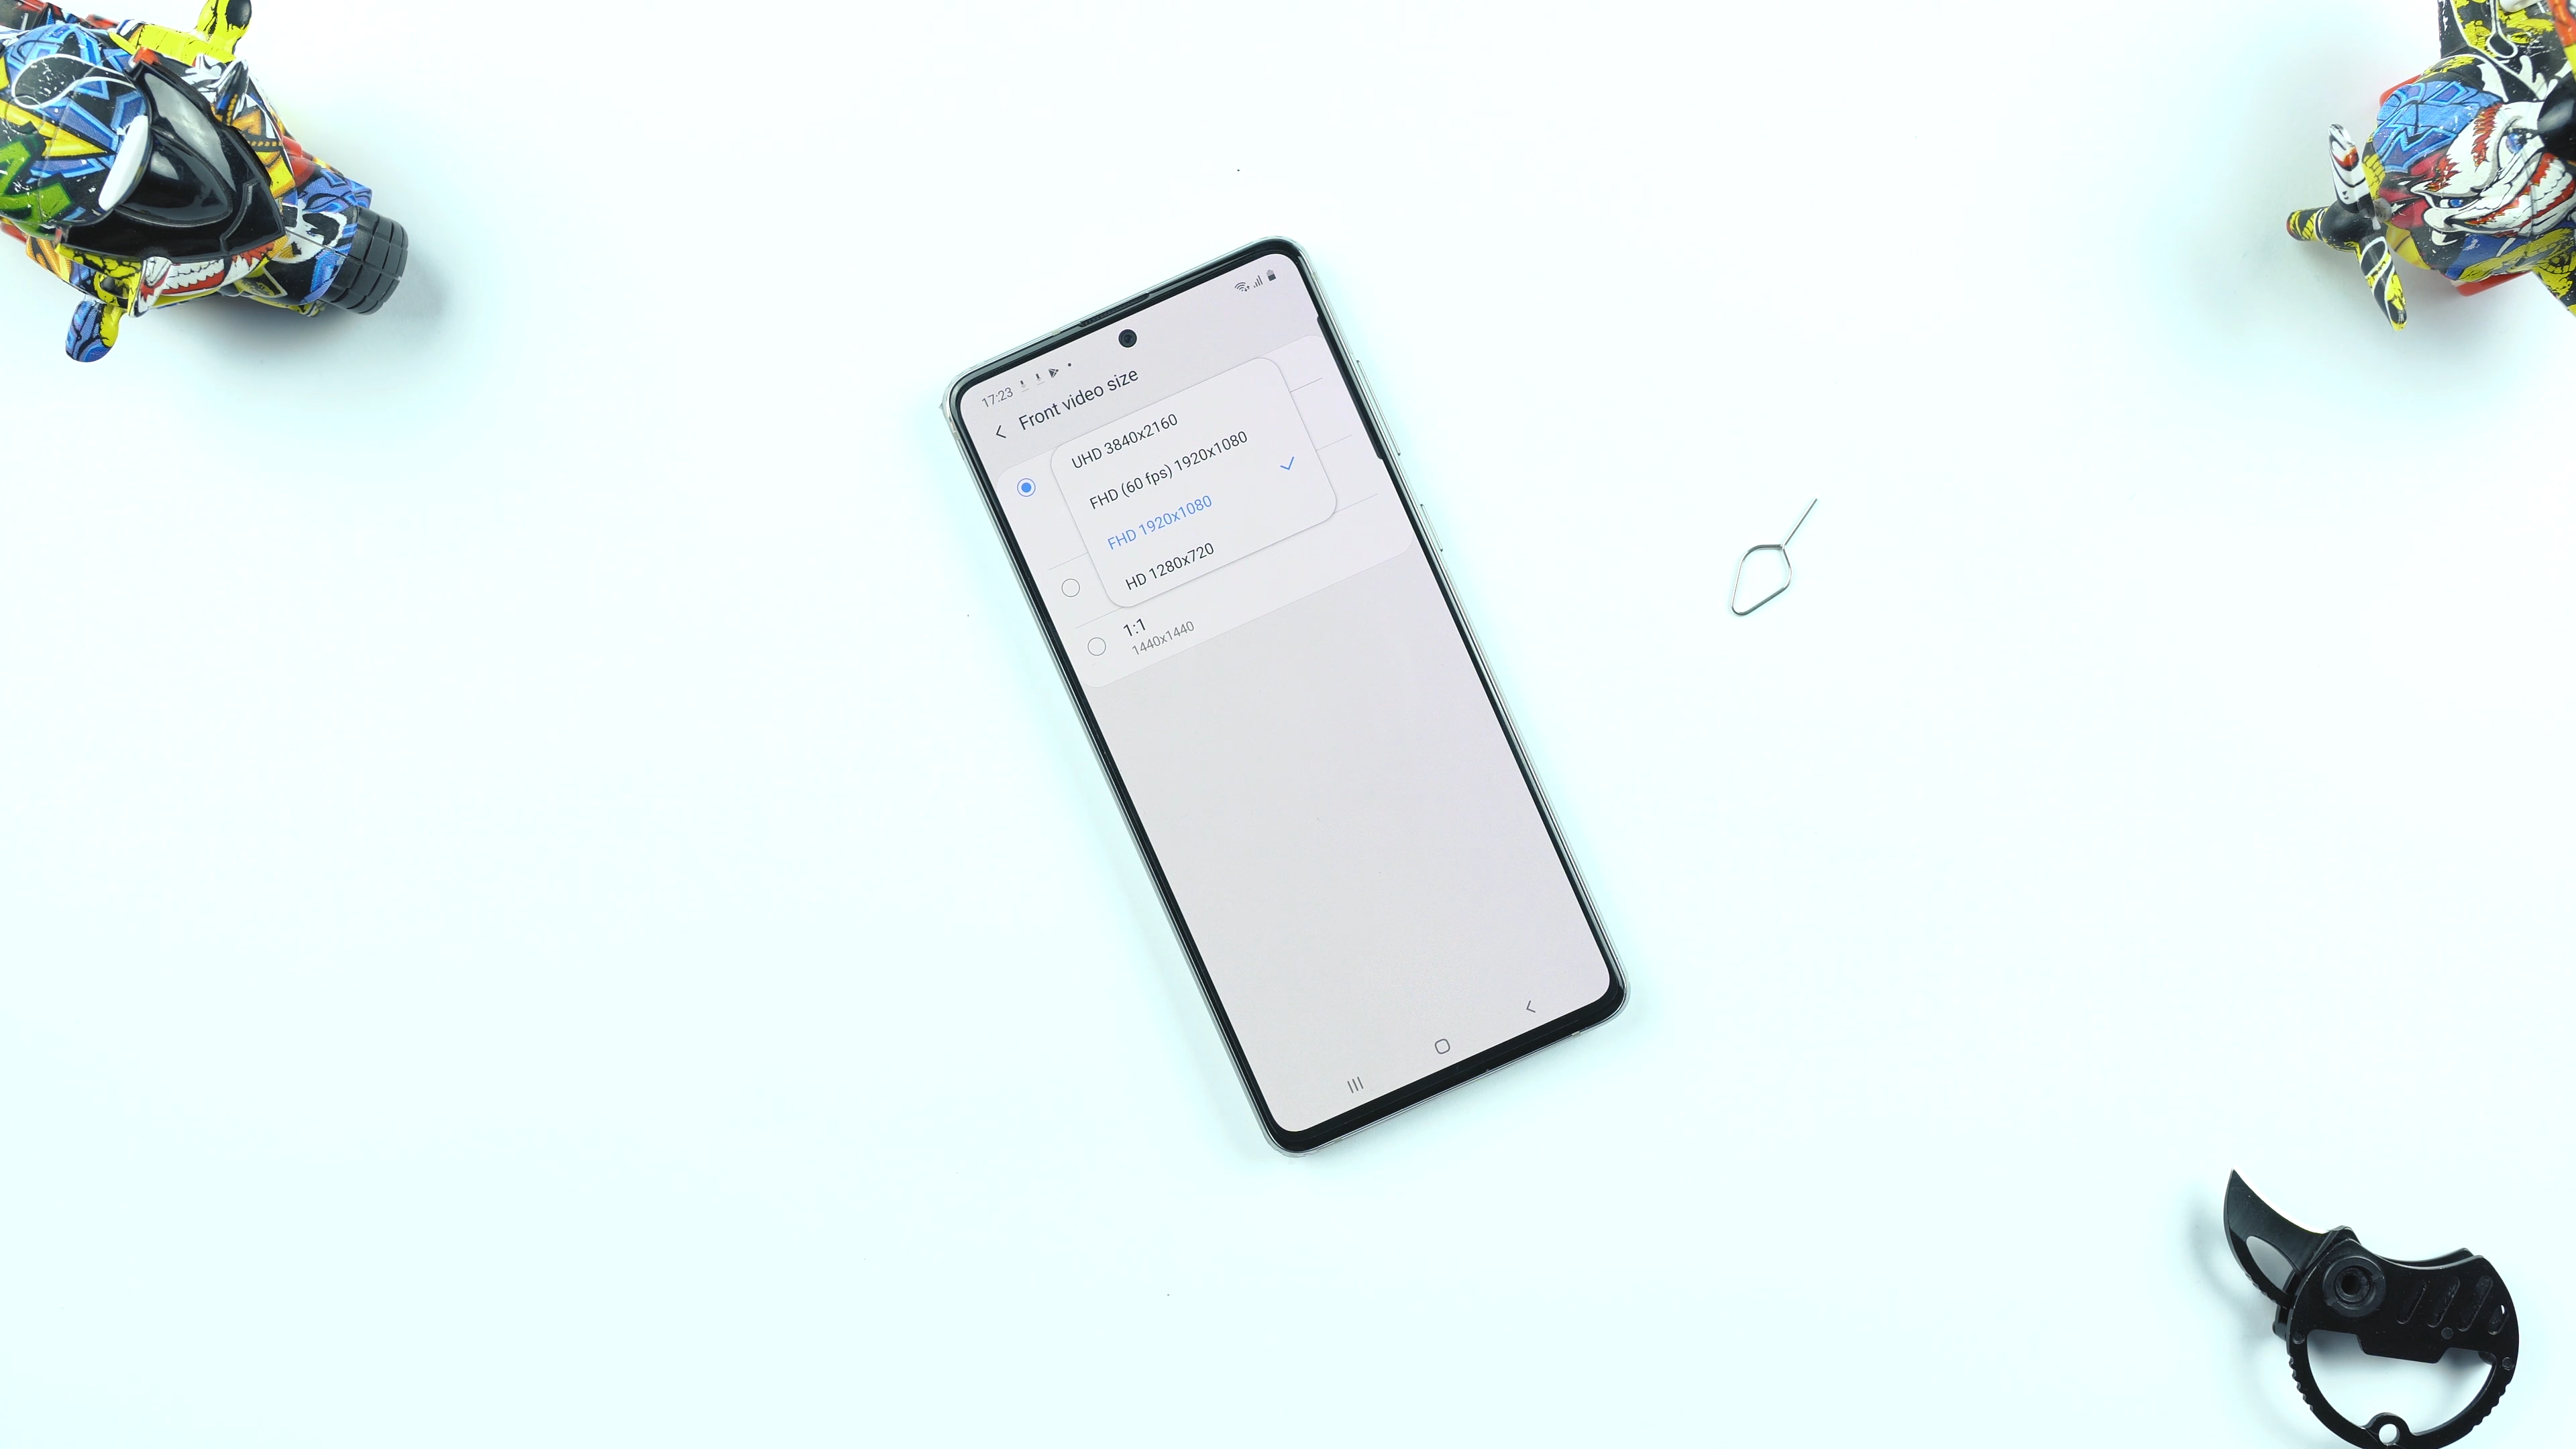 17:23
Front video size
UHD 3840x2160
FHD (60 fps) 1920x1080
FHD 1920x1080
HD 1280x720
1:1
1440x1440